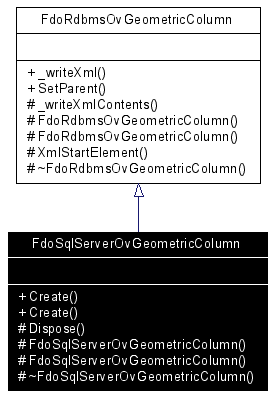 FdoRdbmsOvGeometricColumn
+ _writeXml()
+ SetParent()
# _writeXmlContents()
# FdoRdbmsOvGeometricColumn()
# FdoRdbmsOvGeometricColumn()
# XmlStartElement()
# ~FdoRdbmsOvGeometricColumn()
FdoSqlServerOvGeometricColumn
+ Create()
+ Create()
# Dispose()
# FdoSqlServerOvGeometricColumn()
# FdoSqlServerOvGeometricColumn()
# ~FdoSqlServerOvGeometricColumn()